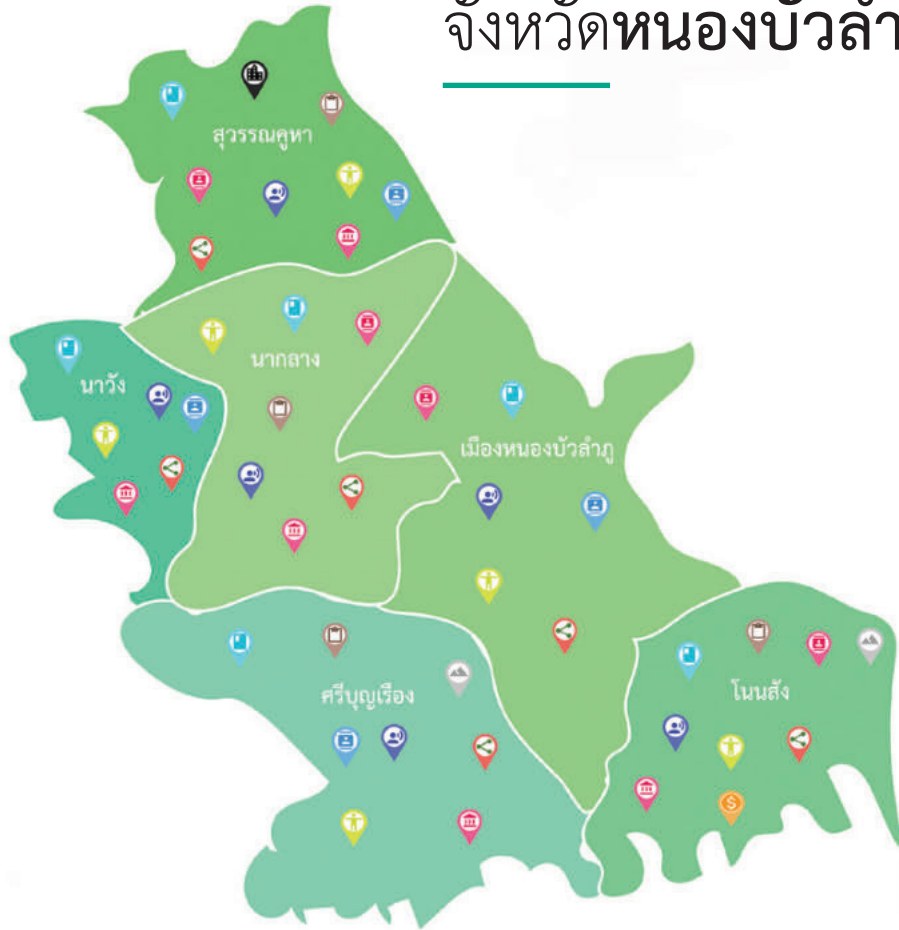 จังหวัดหนองบัวลำ
สุวรรณคูหา
นากลาง
นาวัง
เมืองหนองบัวลำภู
ศรีบุญเรือง
โนนสัง
$